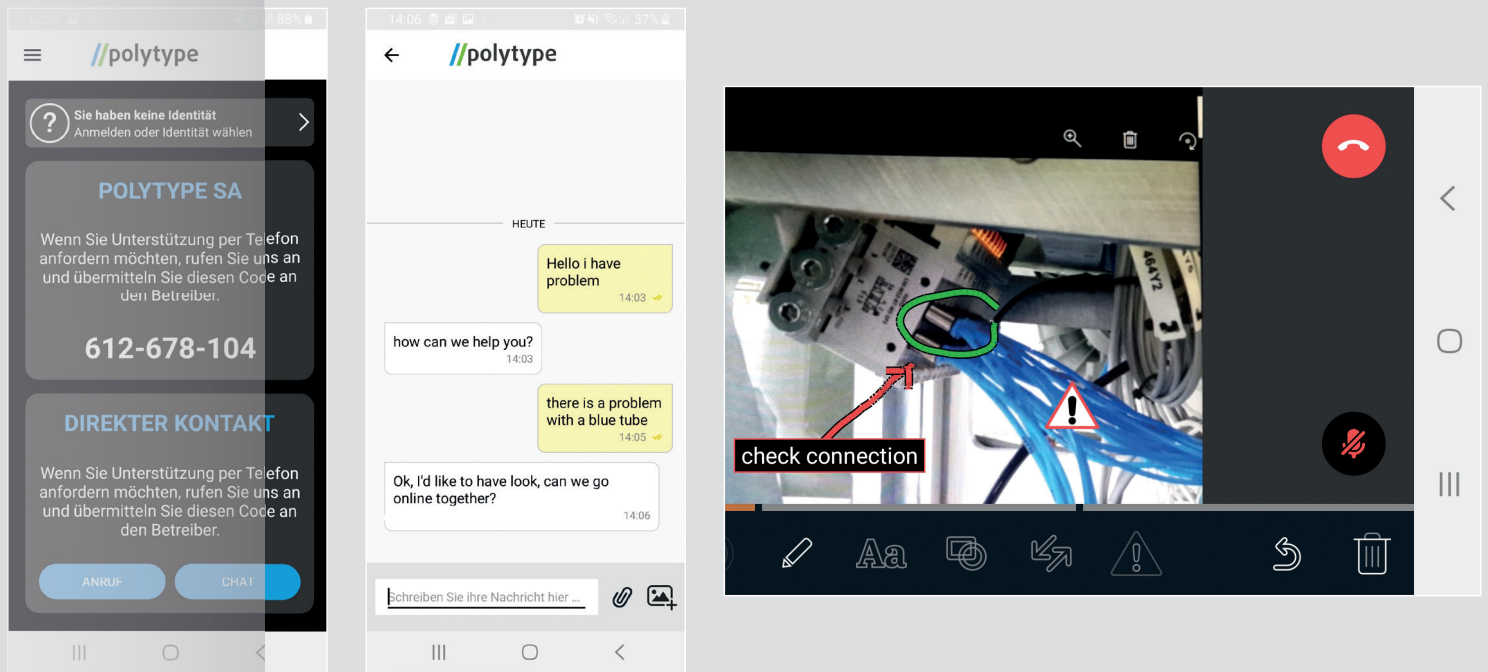 88%
//polytype
Sie haben keine Identität
Anmelden oder Identität wählen
POLYTYPE SA
Wenn Sie Unterstützung per Telefon
anfordern möchten, rufen Sie uns an
und übermitteln Sie diesen Code an
den Betreiber.
612-678-104
DIREKTER KONTAKT
Wenn Sie Unterstützung per Telefon
anfordern möchten, rufen Sie uns an
und übermitteln Sie diesen Code an
den Betreiber.
ANRUF
CHAT
14:06
37%
//polytype
HEUTE
Hello i have
problem
14:03
how can we help you?
14:03
there is a problem
with a blue tube
14:05
Ok, I'd like to have look, can we go
online together?
14:06
Schreiben Sie ihre Nachricht hier ...
464Y2
check connection
Aa